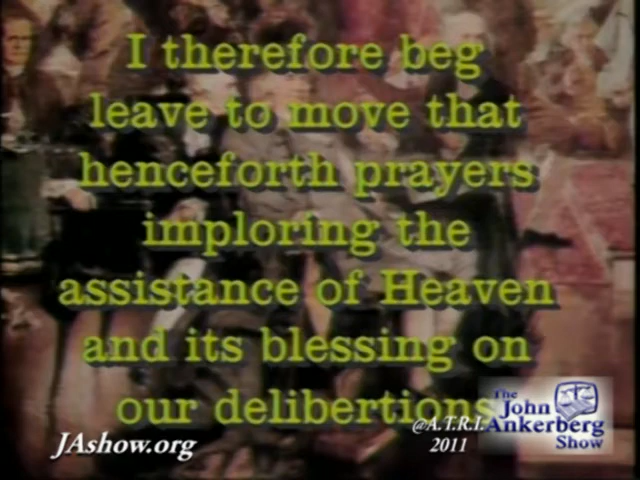 I therefore beg
leave to move that
henceforth prayers
imploring the
assistance of Heaven
and its blessing on
our delibertions
@A.T.R.I.
2011
JAshow.org
The
John
Ankerberg
Show